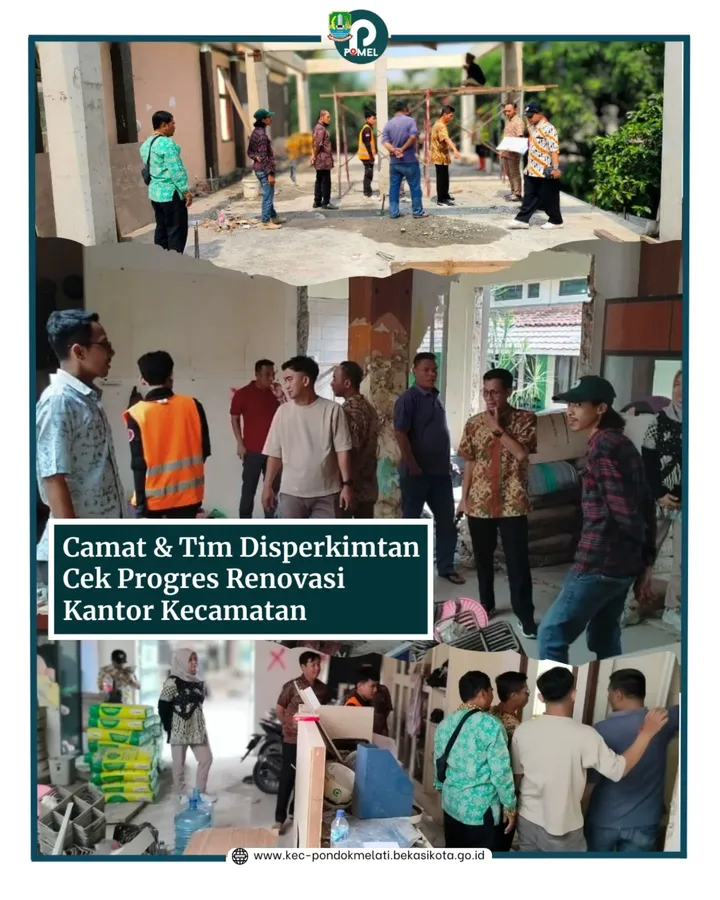 POMEL
Camat & Tim Disperkimtan
Cek Progres Renovasi
Kantor Kecamatan
www.kec-pondokmelati.bekasikota.go.id